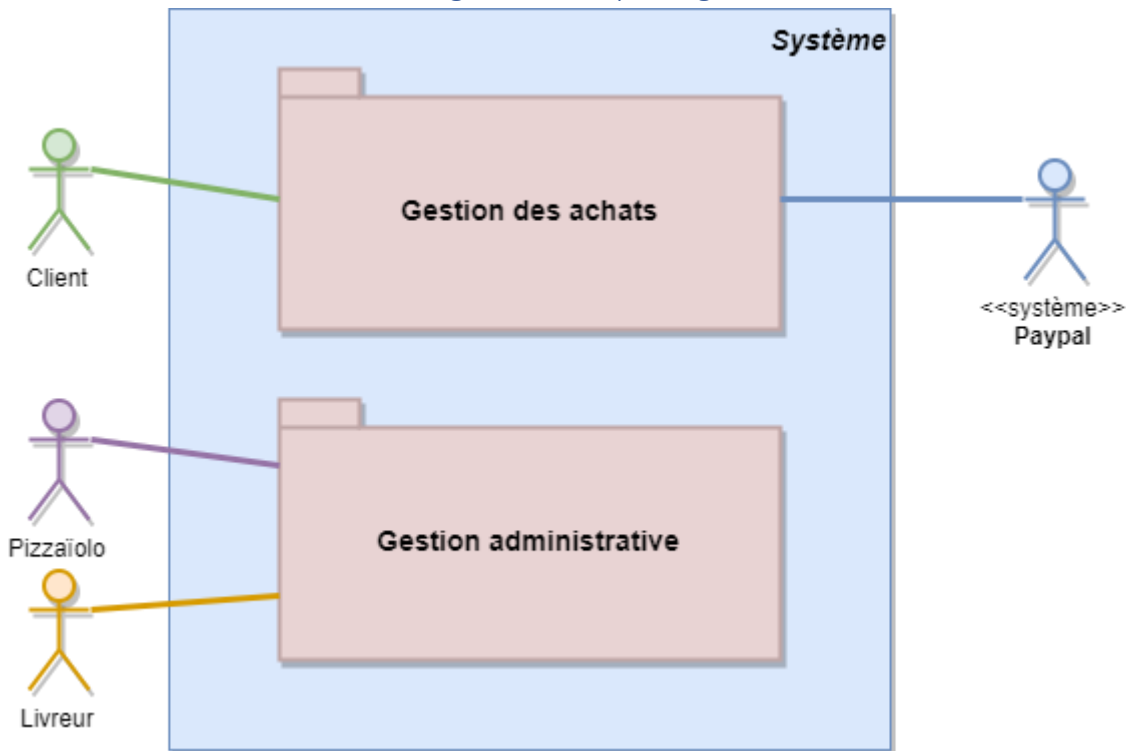 Système
Gestion des achats
Client
<<système>>
Paypal
Gestion administrative
Pizzaïolo
Livreur